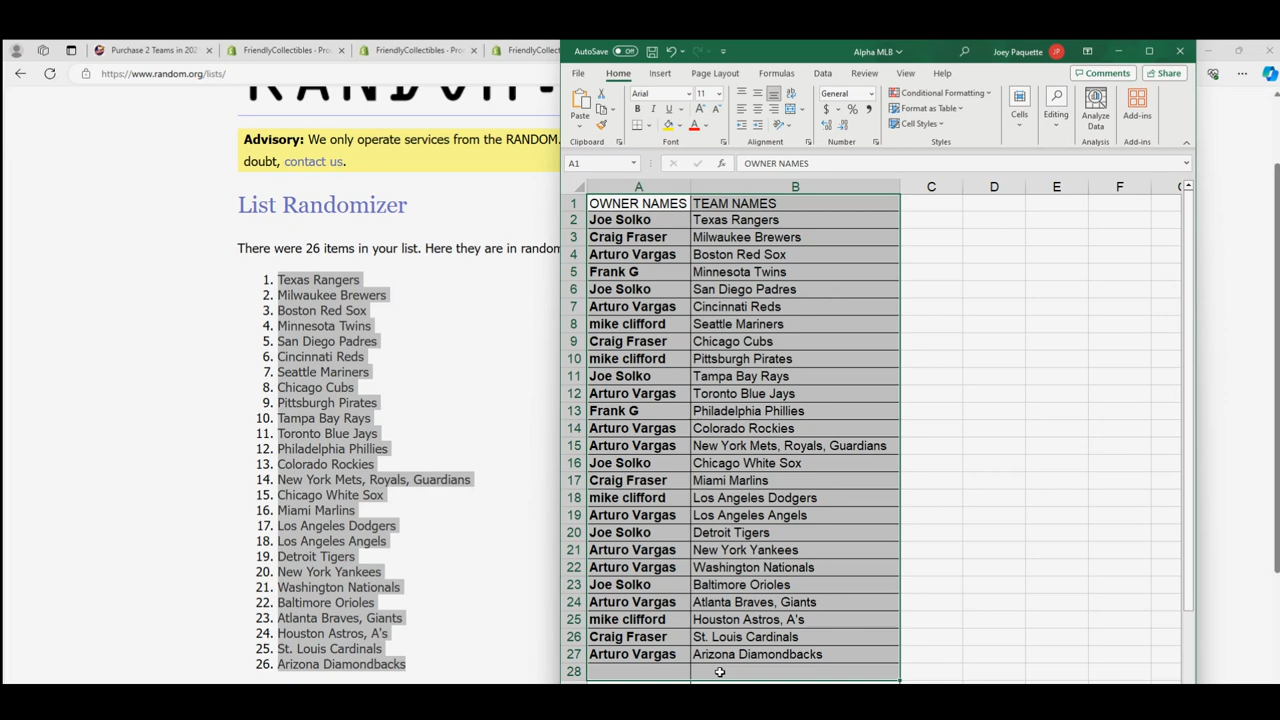 Purchase 2 Teams in 202
FriendlyCollectibles - Pro
FriendlyCollectibles - Pro
FriendlyColl
https://www.random.org/lists/
RANDOM
Advisory: We only operate services from the RANDOM.
doubt, contact us.
List Randomizer
There were 26 items in your list. Here they are in random
1. Texas Rangers
2. Milwaukee Brewers
3. Boston Red Sox
4. Minnesota Twins
5. San Diego Padres
6. Cincinnati Reds
7. Seattle Mariners
8. Chicago Cubs
9. Pittsburgh Pirates
10. Tampa Bay Rays
11. Toronto Blue Jays
12. Philadelphia Phillies
13. Colorado Rockies
14. New York Mets, Royals, Guardians
15. Chicago White Sox
16. Miami Marlins
17. Los Angeles Dodgers
18. Los Angeles Angels
19. Detroit Tigers
20. New York Yankees
21. Washington Nationals
22. Baltimore Orioles
23. Atlanta Braves, Giants
24. Houston Astros, A's
25. St. Louis Cardinals
26. Arizona Diamondbacks
AutoSave Off Alpha MLB Joey Paquette JP
File Home Insert Page Layout Formulas Data Review View Help Comments Share
Paste Arial 11 General Conditional Formatting Cells Editing Analyze Data Add-ins
B I U A A $ % Format as Table
Cell Styles
Clipboard Font Alignment Number Styles Analysis Add-ins
A1 fx OWNER NAMES
A B C D E F
1 OWNER NAMES TEAM NAMES
2 Joe Solko Texas Rangers
3 Craig Fraser Milwaukee Brewers
4 Arturo Vargas Boston Red Sox
5 Frank G Minnesota Twins
6 Joe Solko San Diego Padres
7 Arturo Vargas Cincinnati Reds
8 mike clifford Seattle Mariners
9 Craig Fraser Chicago Cubs
10 mike clifford Pittsburgh Pirates
11 Joe Solko Tampa Bay Rays
12 Arturo Vargas Toronto Blue Jays
13 Frank G Philadelphia Phillies
14 Arturo Vargas Colorado Rockies
15 Arturo Vargas New York Mets, Royals, Guardians
16 Joe Solko Chicago White Sox
17 Craig Fraser Miami Marlins
18 mike clifford Los Angeles Dodgers
19 Arturo Vargas Los Angeles Angels
20 Joe Solko Detroit Tigers
21 Arturo Vargas New York Yankees
22 Arturo Vargas Washington Nationals
23 Joe Solko Baltimore Orioles
24 Arturo Vargas Atlanta Braves, Giants
25 mike clifford Houston Astros, A's
26 Craig Fraser St. Louis Cardinals
27 Arturo Vargas Arizona Diamondbacks
28